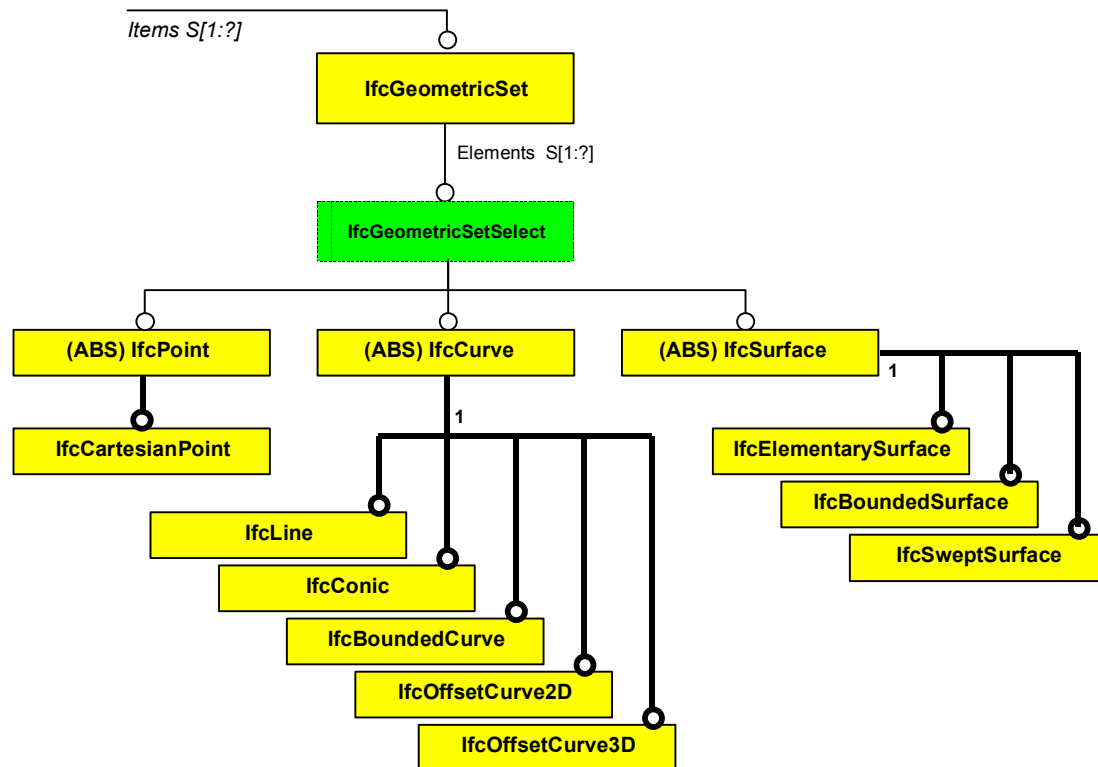 Items S[1:?]
IfcGeometricSet
Elements S[1:?]
IfcGeometricSetSelect
(ABS) IfcPoint
(ABS) IfcCurve
(ABS) IfcSurface
1
1
IfcCartesianPoint
IfcElementarySurface
IfcBoundedSurface
IfcLine
IfcSweptSurface
IfcConic
IfcBoundedCurve
IfcOffsetCurve2D
IfcOffsetCurve3D